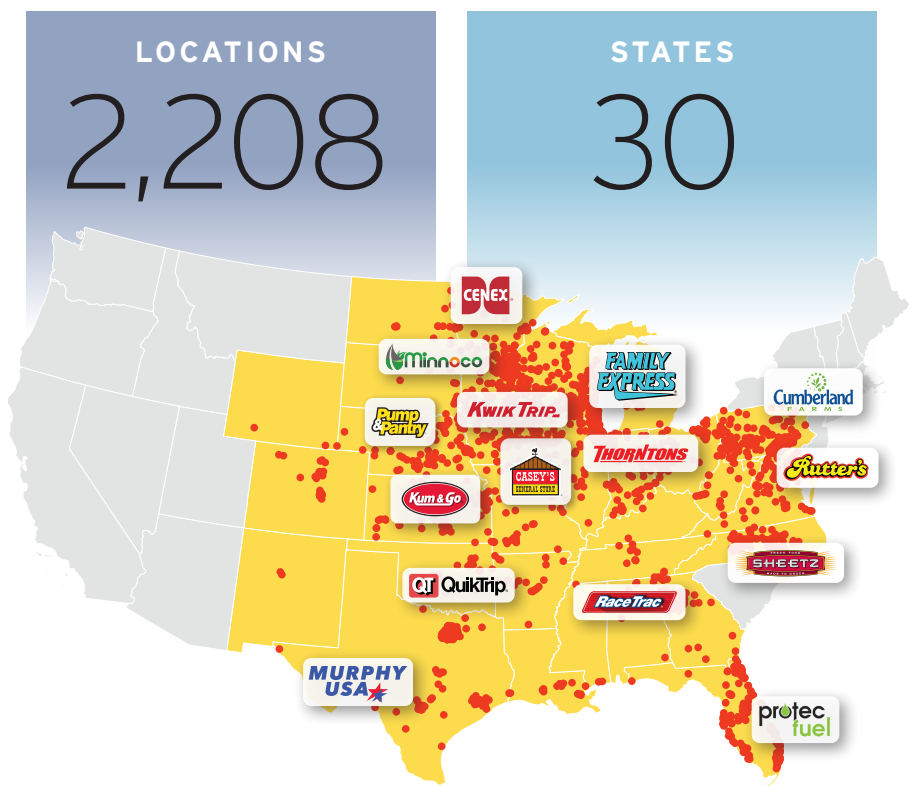 LOCATIONS
2,208
STATES
30
CENEX
Minnoco
FAMILY
EXPRESS
Cumberland
FARMS
Pump
&Pantry
KWIK TRIP
THORNTONS
CASEY'S
GENERAL STORE
Rutter's
Kum & Go
SHEETZ
QT QuikTrip
RaceTrac
MURPHY
USA
protec
fuel